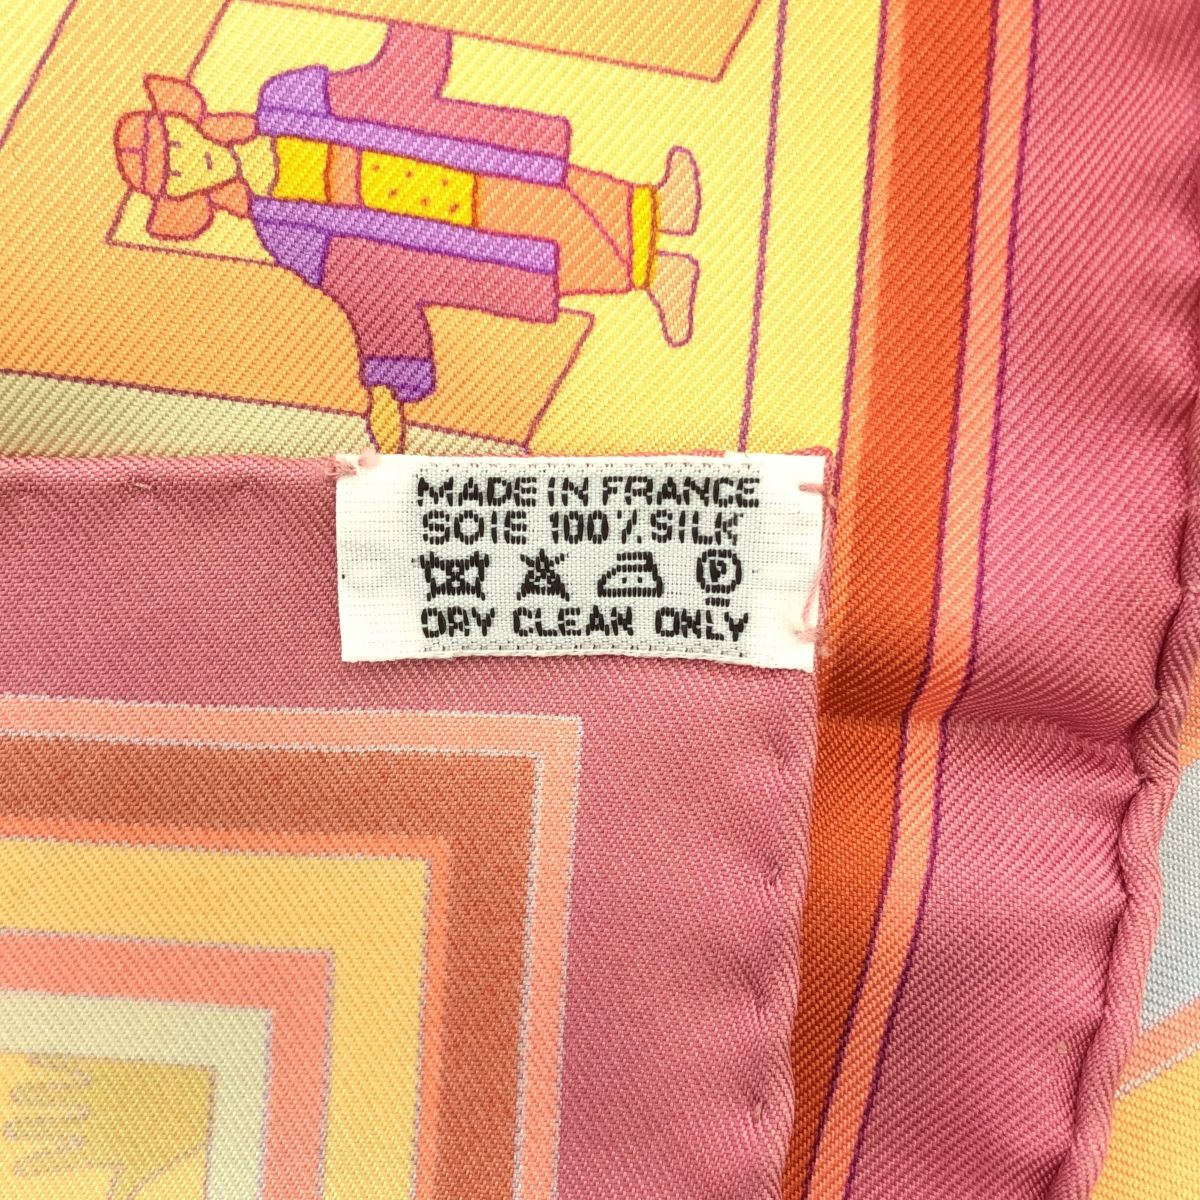 MADE IN FRANCE
SOIE 100% SILK
P
DRY CLEAN ONLY